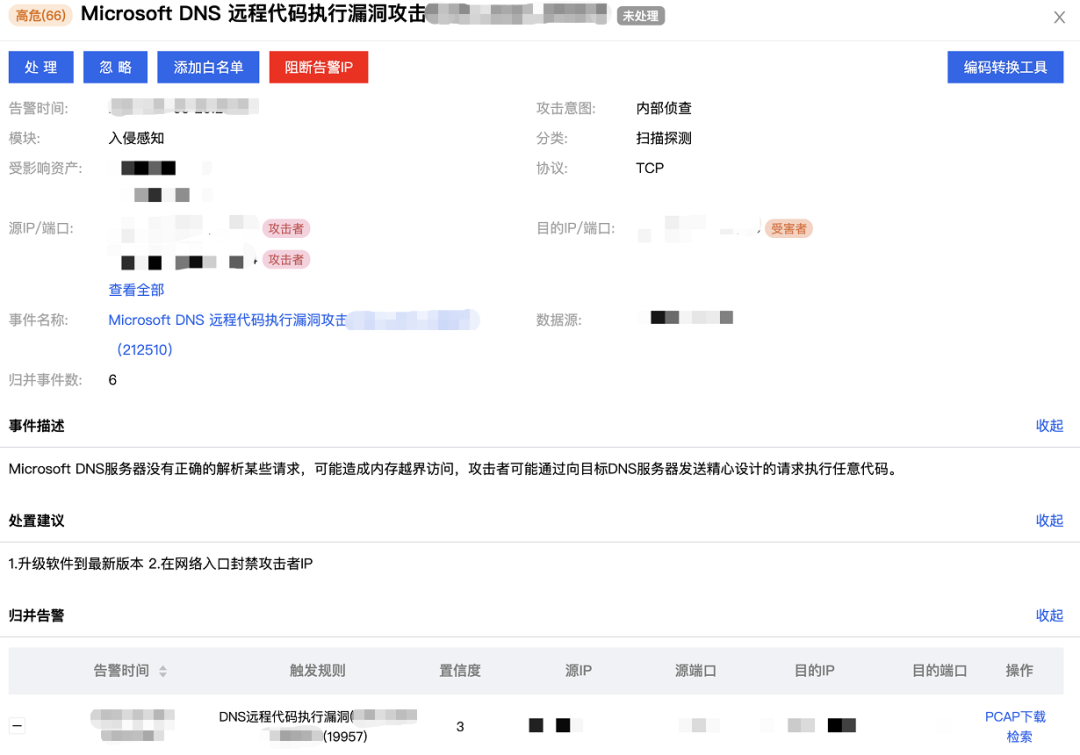 高危(66) Microsoft DNS 远程代码执行漏洞攻击 未处理
处 理 忽 略 添加白名单 阻断告警IP 编码转换工具
告警时间: 攻击意图: 内部侦查
模块: 入侵感知 分类: 扫描探测
受影响资产: 协议: TCP
源IP/端口: 攻击者 目的IP/端口: 受害者
攻击者
查看全部
事件名称: Microsoft DNS 远程代码执行漏洞攻击 数据源:
(212510)
归并事件数: 6
事件描述 收起
Microsoft DNS服务器没有正确的解析某些请求，可能造成内存越界访问，攻击者可能通过向目标DNS服务器发送精心设计的请求执行任意代码。
处置建议 收起
1.升级软件到最新版本 2.在网络入口封禁攻击者IP
归并告警 收起
告警时间 触发规则 置信度 源IP 源端口 目的IP 目的端口 操作
DNS远程代码执行漏洞( PCAP下载
(19957) 3 检索